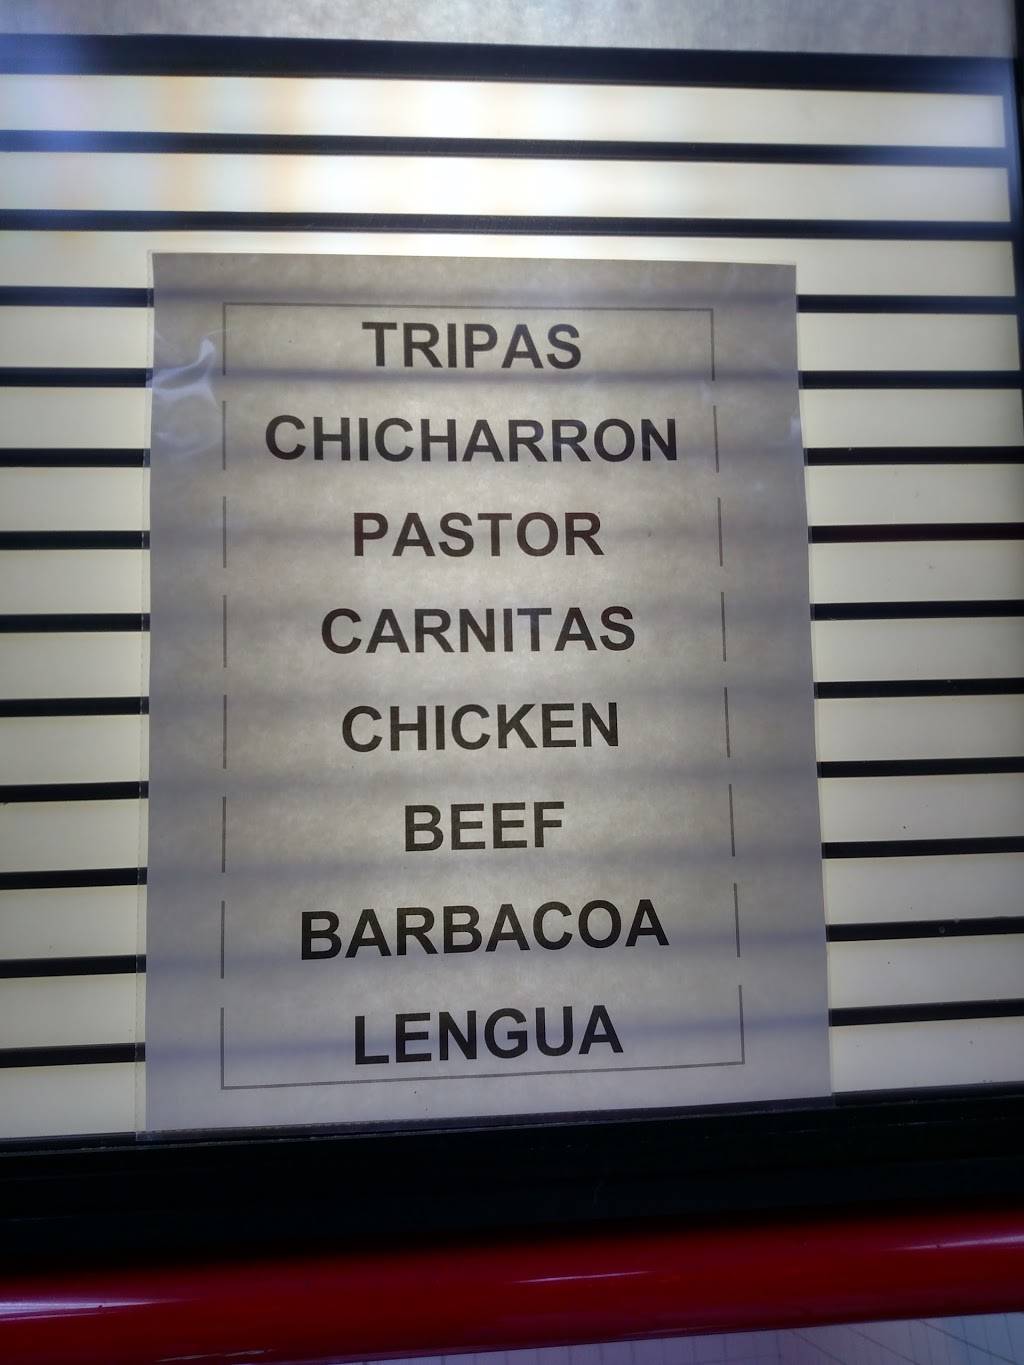 TRIPAS
CHICHARRON
PASTOR
CARNITAS
CHICKEN
BEEF
BARBACOA
LENGUA